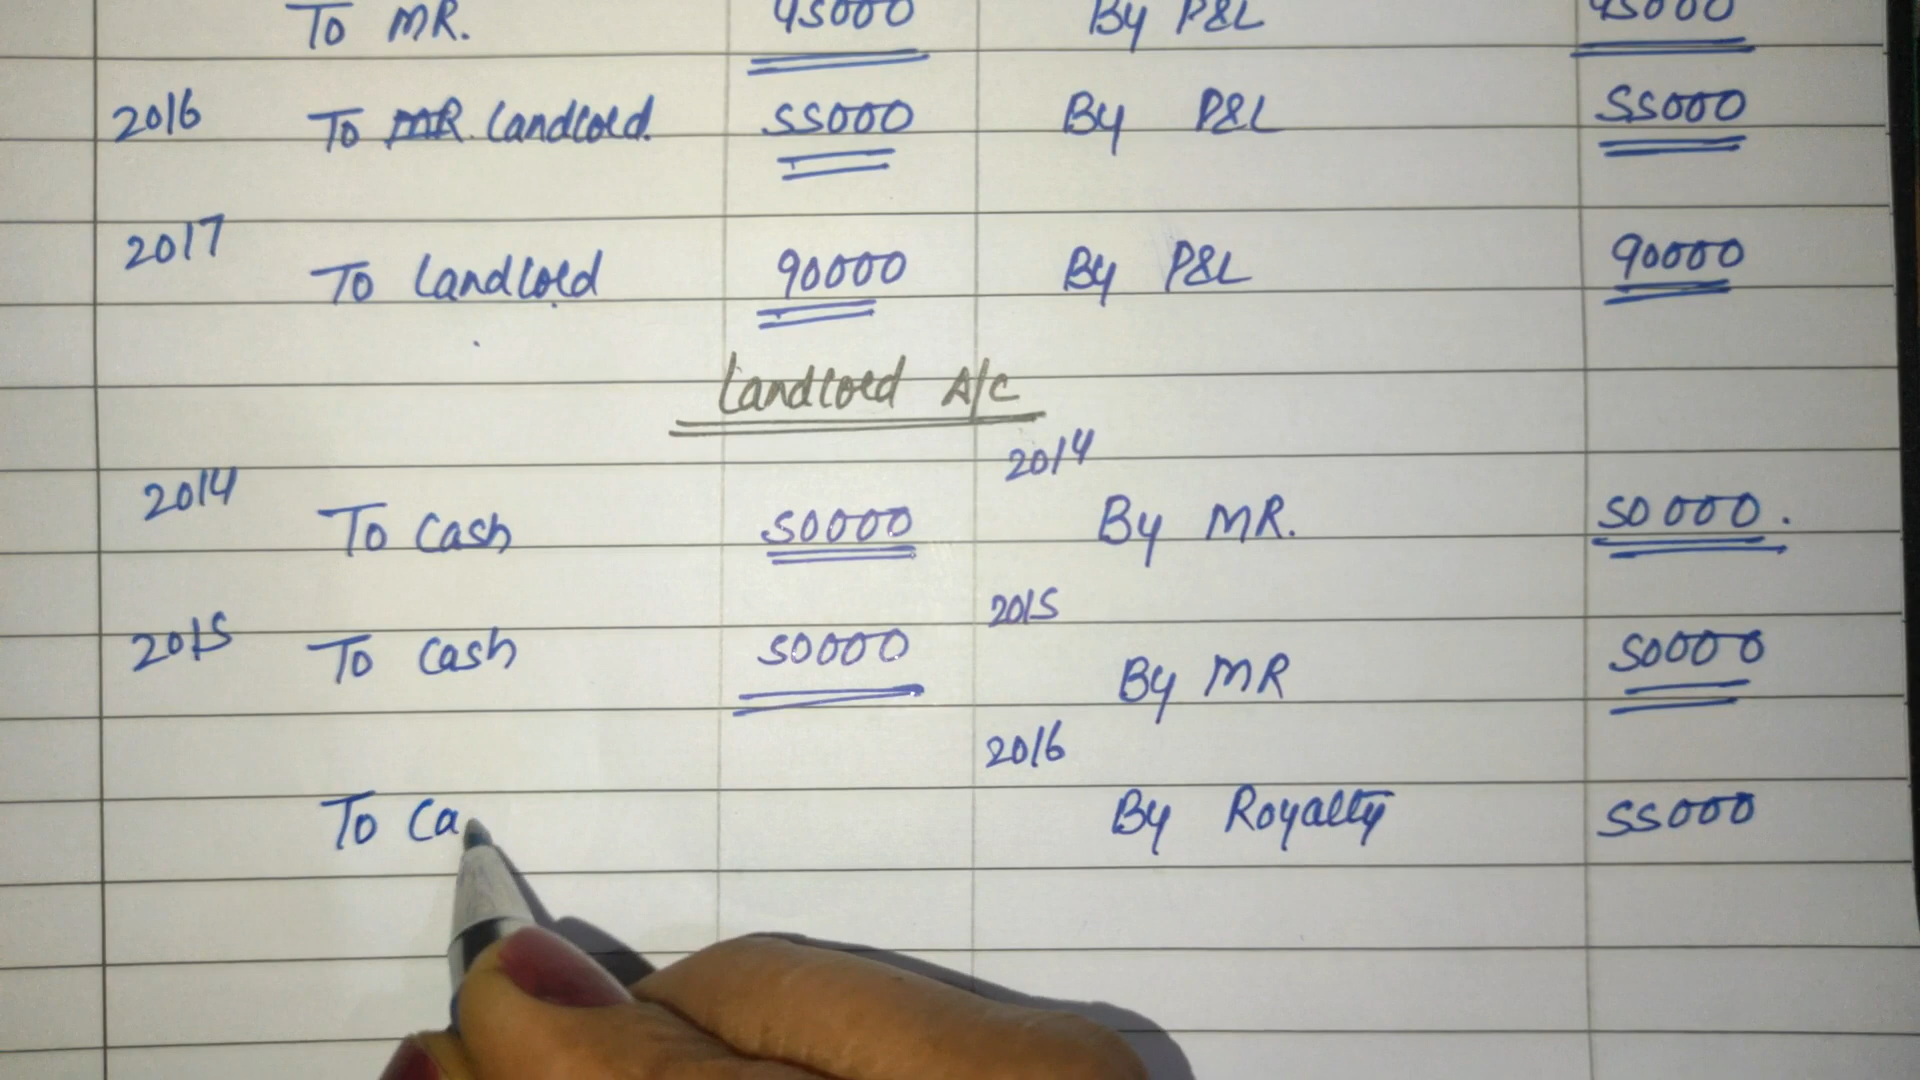 To MR. 45000 By P&L 45000
2016 To MR. Landlord. 55000 By P&L 55000
2017 To Landlord 90000 By P&L 90000
Landlord A/C
2014 2014
To Cash 50000 By MR. 50000.
2015 2015
To Cash 50000 By MR 50000
2016
To Ca By Royalty 55000